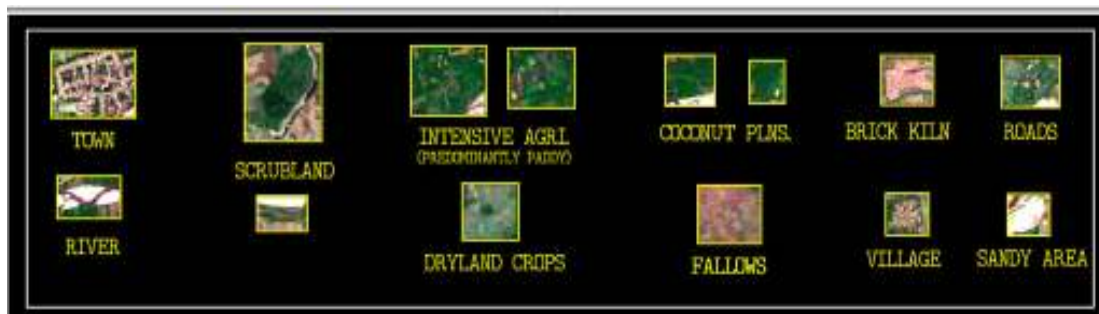 TOWN
SCRUBLAND
INTENSIVE AGRI.
(PREDOMINANTLY PADDY)
COCONUT PLNS.
BRICK KILN
ROADS
RIVER
DRYLAND CROPS
FALLOWS
VILLAGE
SANDY AREA